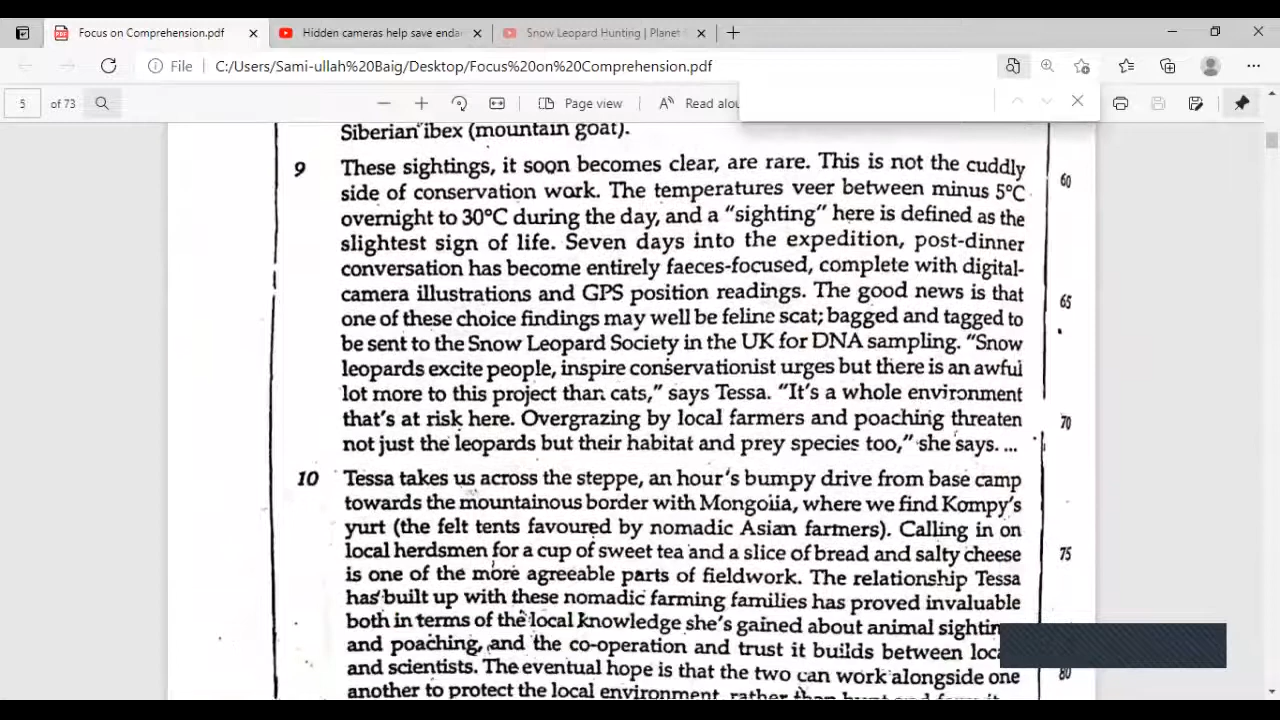 Focus on Comprehension.pdf
Hidden cameras help save enda
Snow Leopard Hunting | Planet
File
C:/Users/Sami-ullah%20Baig/Desktop/Focus%20on%20Comprehension.pdf
5 of 73
Page view
Read alou
Siberian ibex (mountain goat).
9 These sightings, it soon becomes clear, are rare. This is not the cuddly
60
side of conservation work. The temperatures veer between minus 5°C
overnight to 30°C during the day, and a "sighting" here is defined as the
slightest sign of life. Seven days into the expedition, post-dinner
conversation has become entirely faeces-focused, complete with digital-
camera illustrations and GPS position readings. The good news is that
65
one of these choice findings may well be feline scat; bagged and tagged to
be sent to the Snow Leopard Society in the UK for DNA sampling. "Snow
leopards excite people, inspire conservationist urges but there is an awful
lot more to this project than cats," says Tessa. "It's a whole environment
that's at risk here. Overgrazing by local farmers and poaching threaten
70
not just the leopards but their habitat and prey species too," she says. ...
10 Tessa takes us across the steppe, an hour's bumpy drive from base camp
towards the mountainous border with Mongolia, where we find Kompy's
yurt (the felt tents favoured by nomadic Asian farmers). Calling in on
local herdsmen for a cup of sweet tea and a slice of bread and salty cheese
75
is one of the more agreeable parts of fieldwork. The relationship Tessa
has built up with these nomadic farming families has proved invaluable
both in terms of the local knowledge she's gained about animal sightin
and poaching, and the co-operation and trust it builds between loc
and scientists. The eventual hope is that the two can work alongside one
80
another to protect the local environment, rather than